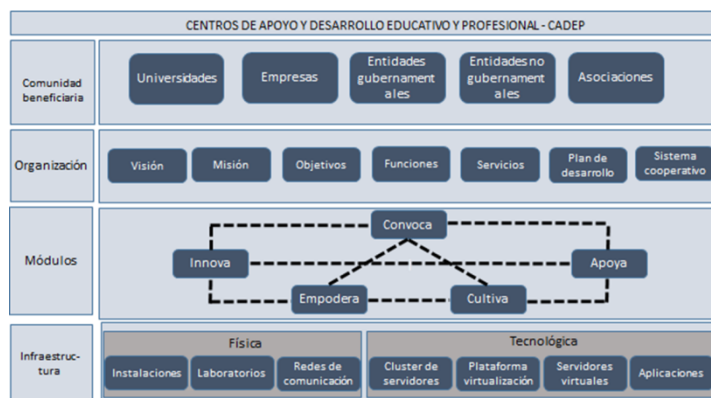 CENTROS DE APOYO Y DESARROLLO EDUCATIVO Y PROFESIONAL - CADEP
Comunidad
beneficiaria
Universidades
Empresas
Entidades
gubernament
ales
Entidades no
gubernament
ales
Asociaciones
Organización
Visión
Misión
Objetivos
Funciones
Servicios
Plan de
desarrollo
Sistema
cooperativo
Módulos
Convoca
Innova
Apoya
Empodera
Cultiva
Infraestruc-
tura
Física
Instalaciones
Laboratorios
Redes de
comunicación
Tecnológica
Cluster de
servidores
Plataforma
virtualización
Servidores
virtuales
Aplicaciones